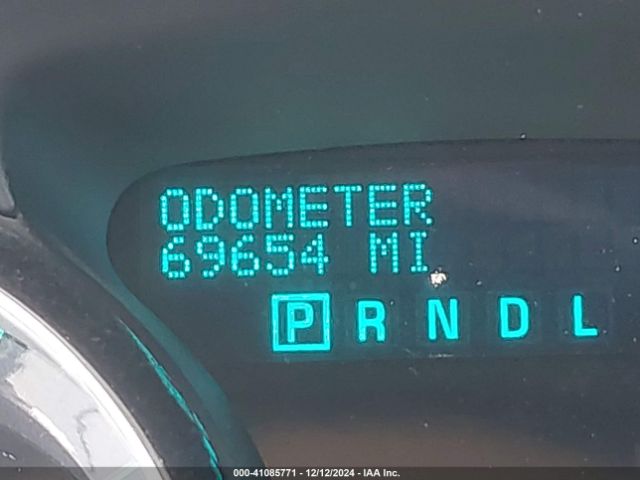 ODOMETER
69654 MI
P R N D L
000-41085771 - 12/12/2024 - IAA Inc.